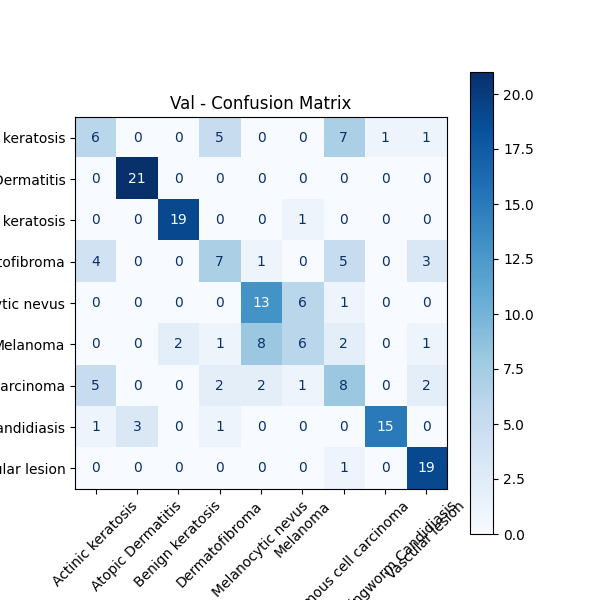 Val - Confusion Matrix
keratosis 6 0 0 5 0 0 7 1 1
Dermatitis 0 21 0 0 0 0 0 0 0
keratosis 0 0 19 0 0 1 0 0 0
tofibroma 4 0 0 7 1 0 5 0 3
ytic nevus 0 0 0 0 13 6 1 0 0
Melanoma 0 0 2 1 8 6 2 0 1
arcinoma 5 0 0 2 2 1 8 0 2
andidiasis 1 3 0 1 0 0 0 15 0
ular lesion 0 0 0 0 0 0 1 0 19
Actinic keratosis
Atopic Dermatitis
Benign keratosis
Dermatofibroma
Melanocytic nevus
Melanoma
mous cell carcinoma
ngworm Candidiasis
Vascular lesion
20.0
17.5
15.0
12.5
10.0
7.5
5.0
2.5
0.0